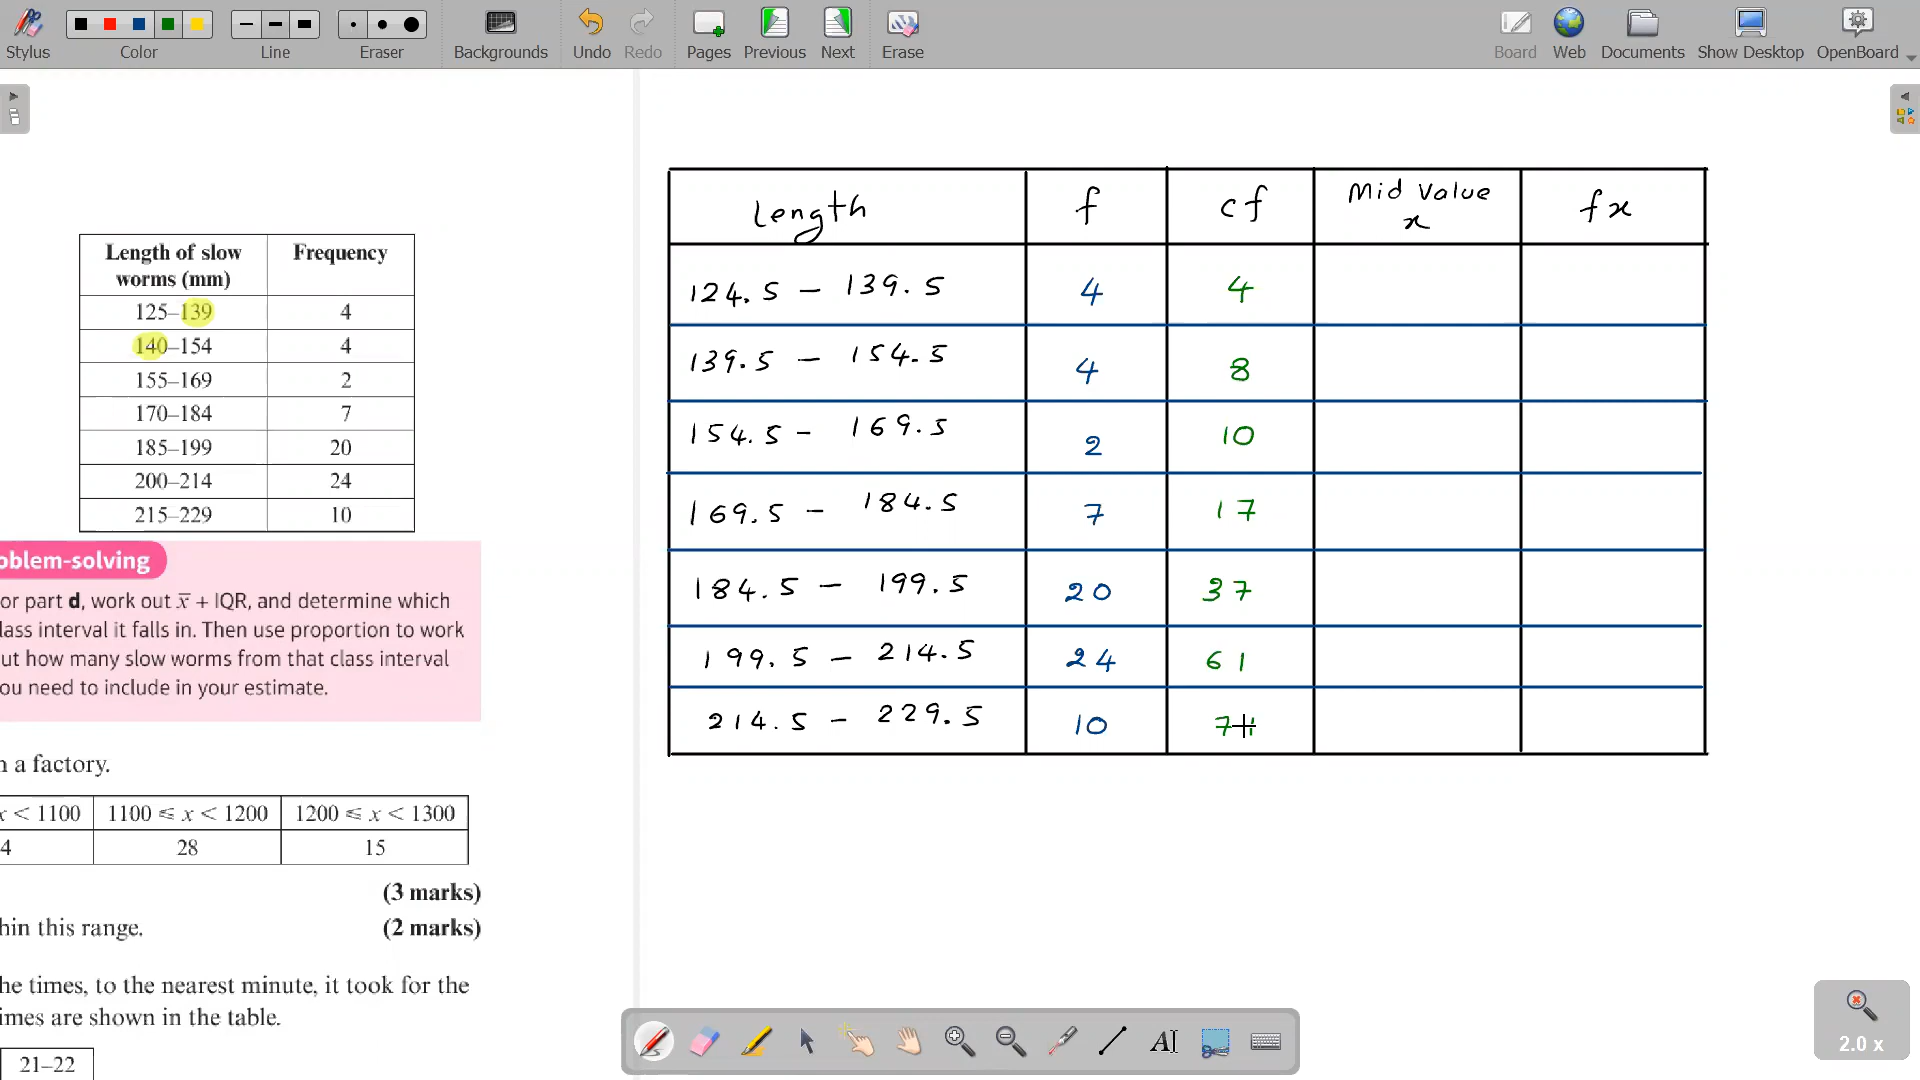 Stylus Color Line Eraser Backgrounds Undo Redo Pages Previous Next Erase Board Web Documents Show Desktop OpenBoard
Length of slow worms (mm) Frequency
125–139 4
140–154 4
155–169 2
170–184 7
185–199 20
200–214 24
215–229 10
oblem-solving
or part d, work out x̅ + IQR, and determine which
lass interval it falls in. Then use proportion to work
ut how many slow worms from that class interval
ou need to include in your estimate.
n a factory.
x < 1100 1100 ≤ x < 1200 1200 ≤ x < 1300
4 28 15
(3 marks)
hin this range. (2 marks)
he times, to the nearest minute, it took for the
imes are shown in the table.
21–22
Length f cf Mid Value x fx
124.5 – 139.5 4 4
139.5 – 154.5 4 8
154.5 – 169.5 2 10
169.5 – 184.5 7 17
184.5 – 199.5 20 37
199.5 – 214.5 24 61
214.5 – 229.5 10 71
AI
2.0 x